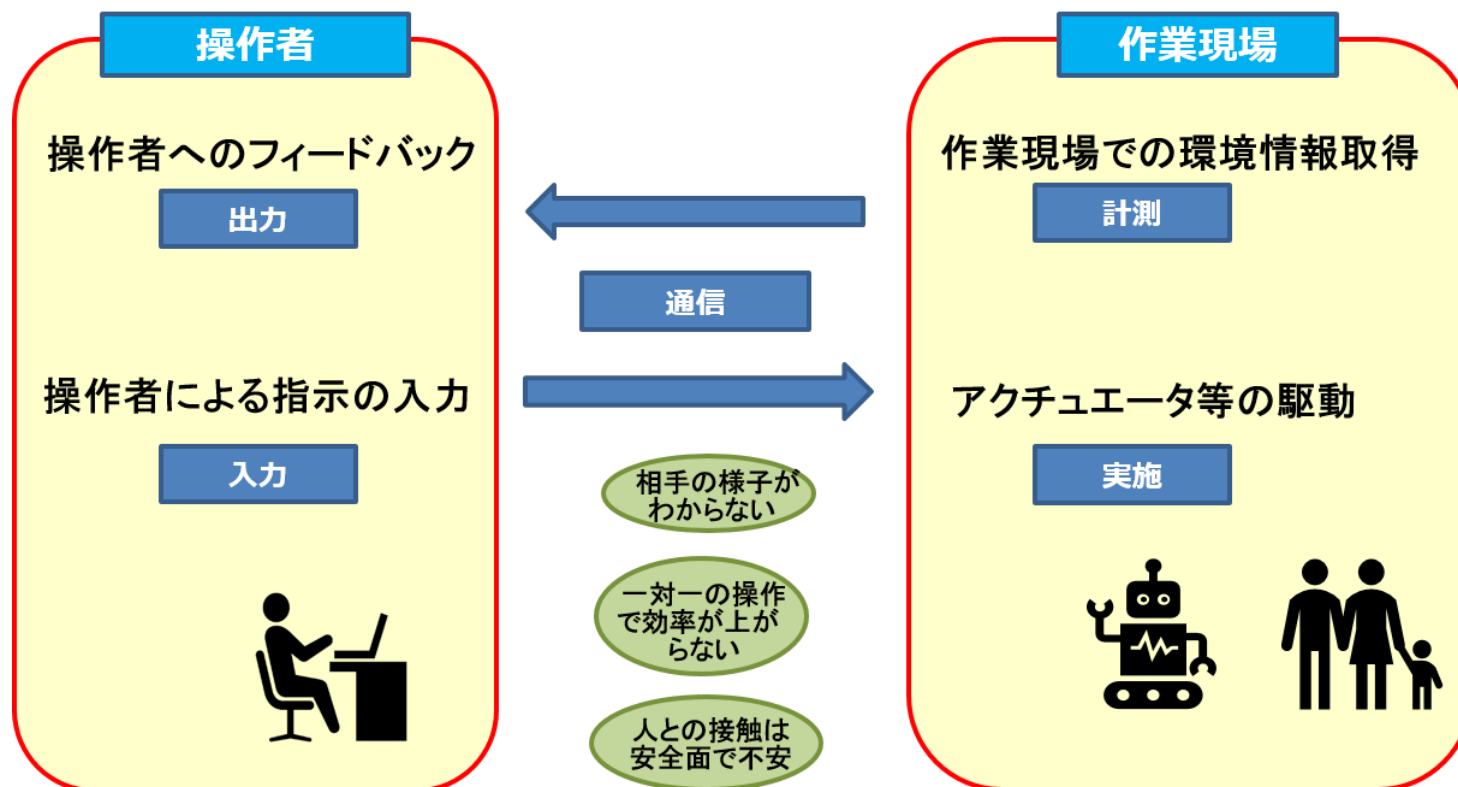 操作者
操作者へのフィードバック
出力
操作者による指示の入力
入力
通信
相手の様子が
わからない
一対一の操作
で効率が上が
らない
人との接触は
安全面で不安
作業現場
作業現場での環境情報取得
計測
アクチュエータ等の駆動
実施